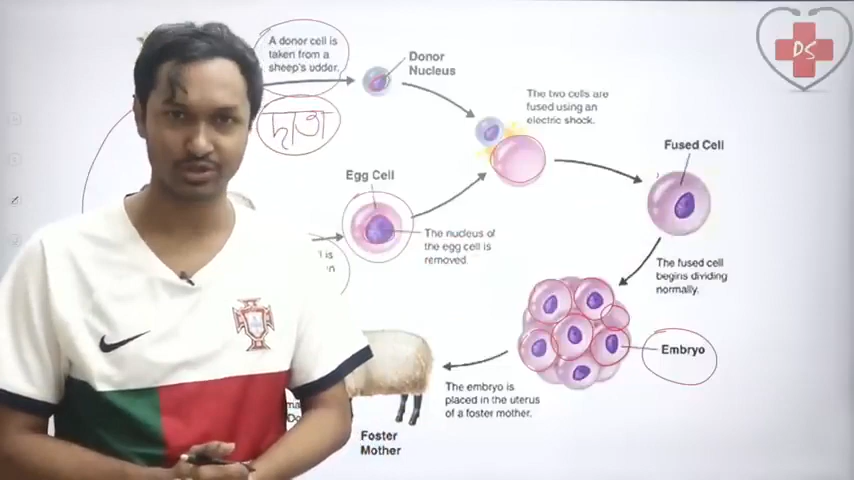 A donor cell is
taken from a
sheep's udder.
দাতা
Donor
Nucleus
The two cells are
fused using an
electric shock.
DS
Fused Cell
Egg Cell
The nucleus of
the egg cell is
removed.
is
in
The fused cell
begins dividing
normally.
Embryo
The embryo is
placed in the uterus
of a foster mother.
Foster
Mother